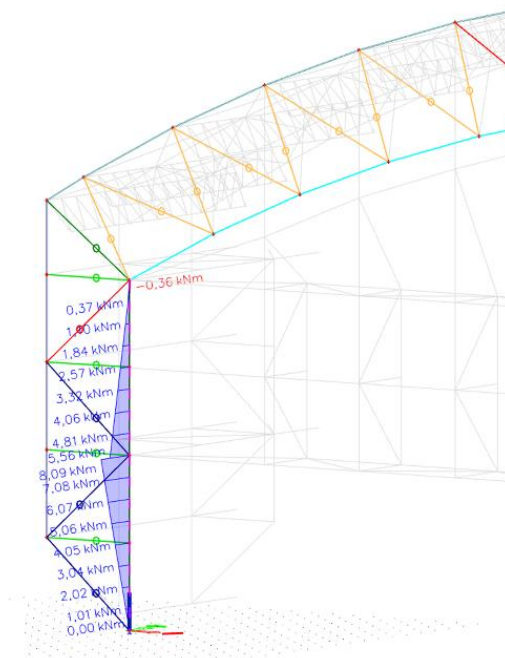 −0,36 kNm
0,37 kNm
1,10 kNm
1,84 kNm
2,57 kNm
3,32 kNm
4,06 kNm
4,81 kNm
5,56 kNm
8,09 kNm
7,08 kNm
6,07 kNm
5,06 kNm
4,05 kNm
3,04 kNm
2,02 kNm
1,01 kNm
0,00 kNm